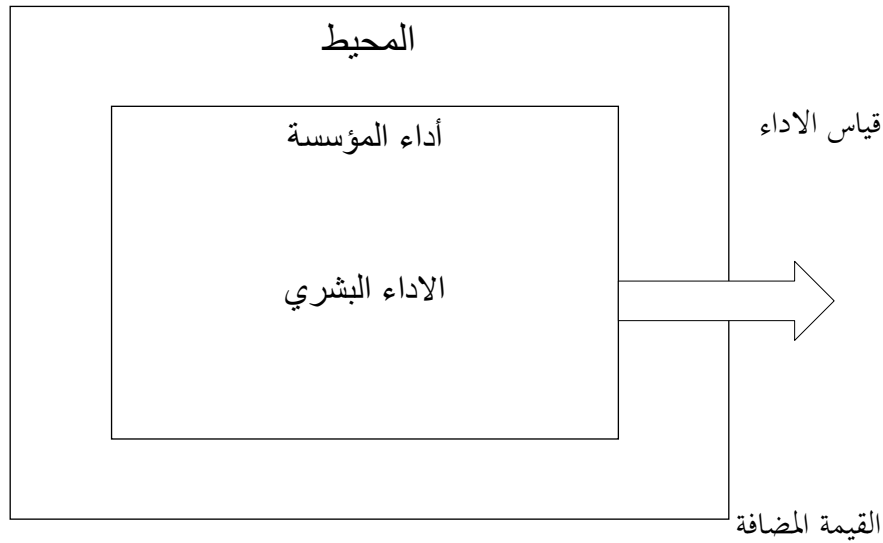 المحيط
قياس الاداء
أداء المؤسسة
الاداء البشري
القيمة المضافة